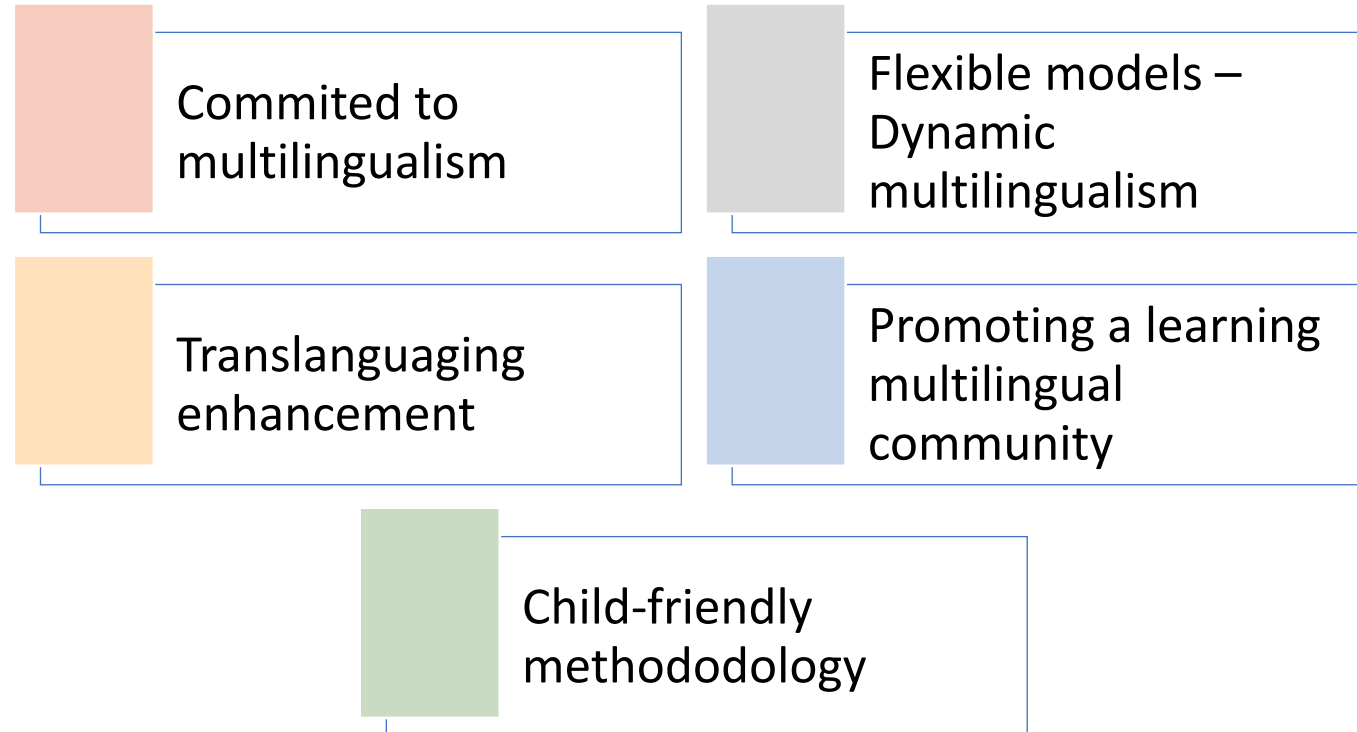 Commited to
multilingualism
Flexible models –
Dynamic
multilingualism
Translanguaging
enhancement
Promoting a learning
multilingual
community
Child-friendly
methododology